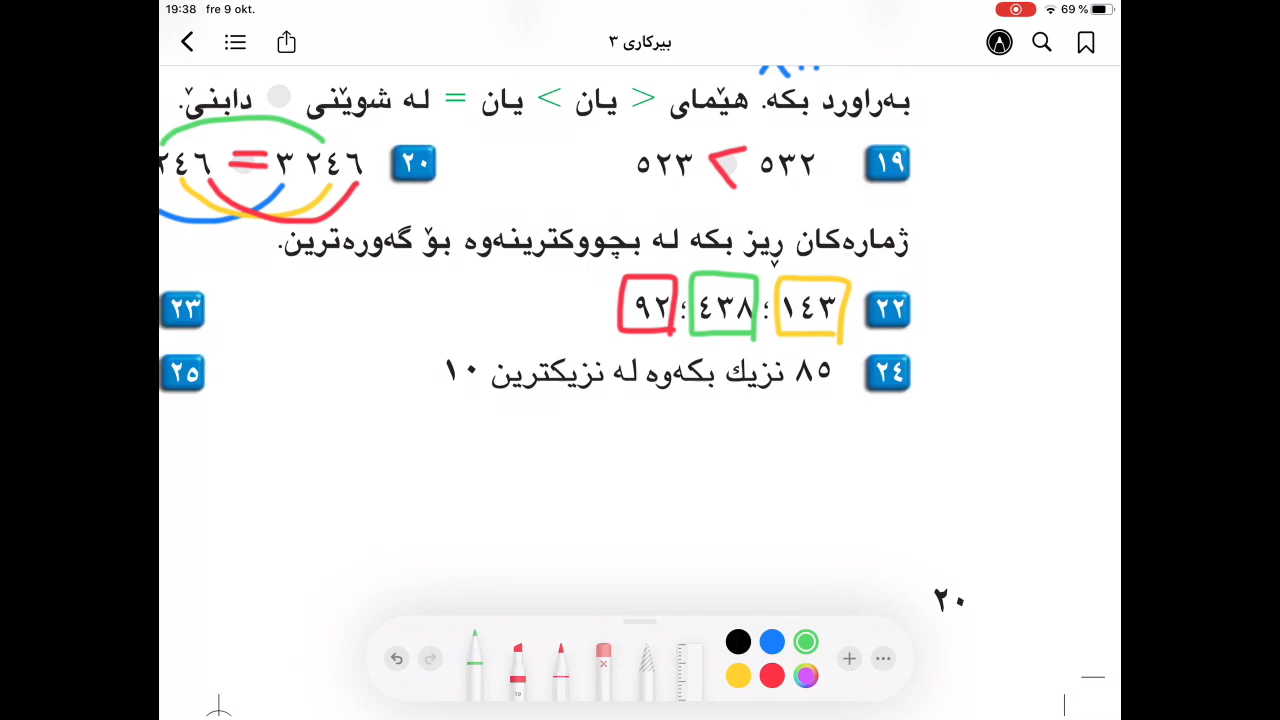 19:38 fre 9 okt. 69 %
بیرکاری ٣
بەراورد بکە. هێمای > یان < یان = لە شوێنی دابنێ.
١٩ ٥٣٢ < ٥٢٣ ٢٠ ٣ ٢٤٦ = ٢٤٦
ژمارەکان ڕیز بکە لە بچووکترینەوە بۆ گەورەترین.
٢٢ ١٤٣ ؛ ٤٣٨ ؛ ٩٢ ٢٣
٢٤ ٨٥ نزیك بکەوە لە نزیکترین ١٠ ٢٥
٢٠